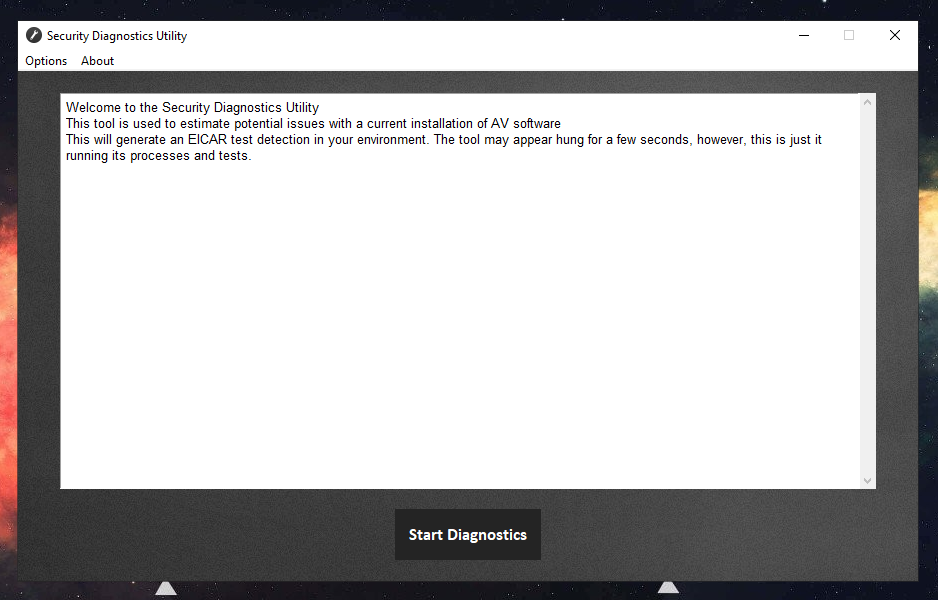 Security Diagnostics Utility
Options About
Welcome to the Security Diagnostics Utility
This tool is used to estimate potential issues with a current installation of AV software
This will generate an EICAR test detection in your environment. The tool may appear hung for a few seconds, however, this is just it
running its processes and tests.
Start Diagnostics